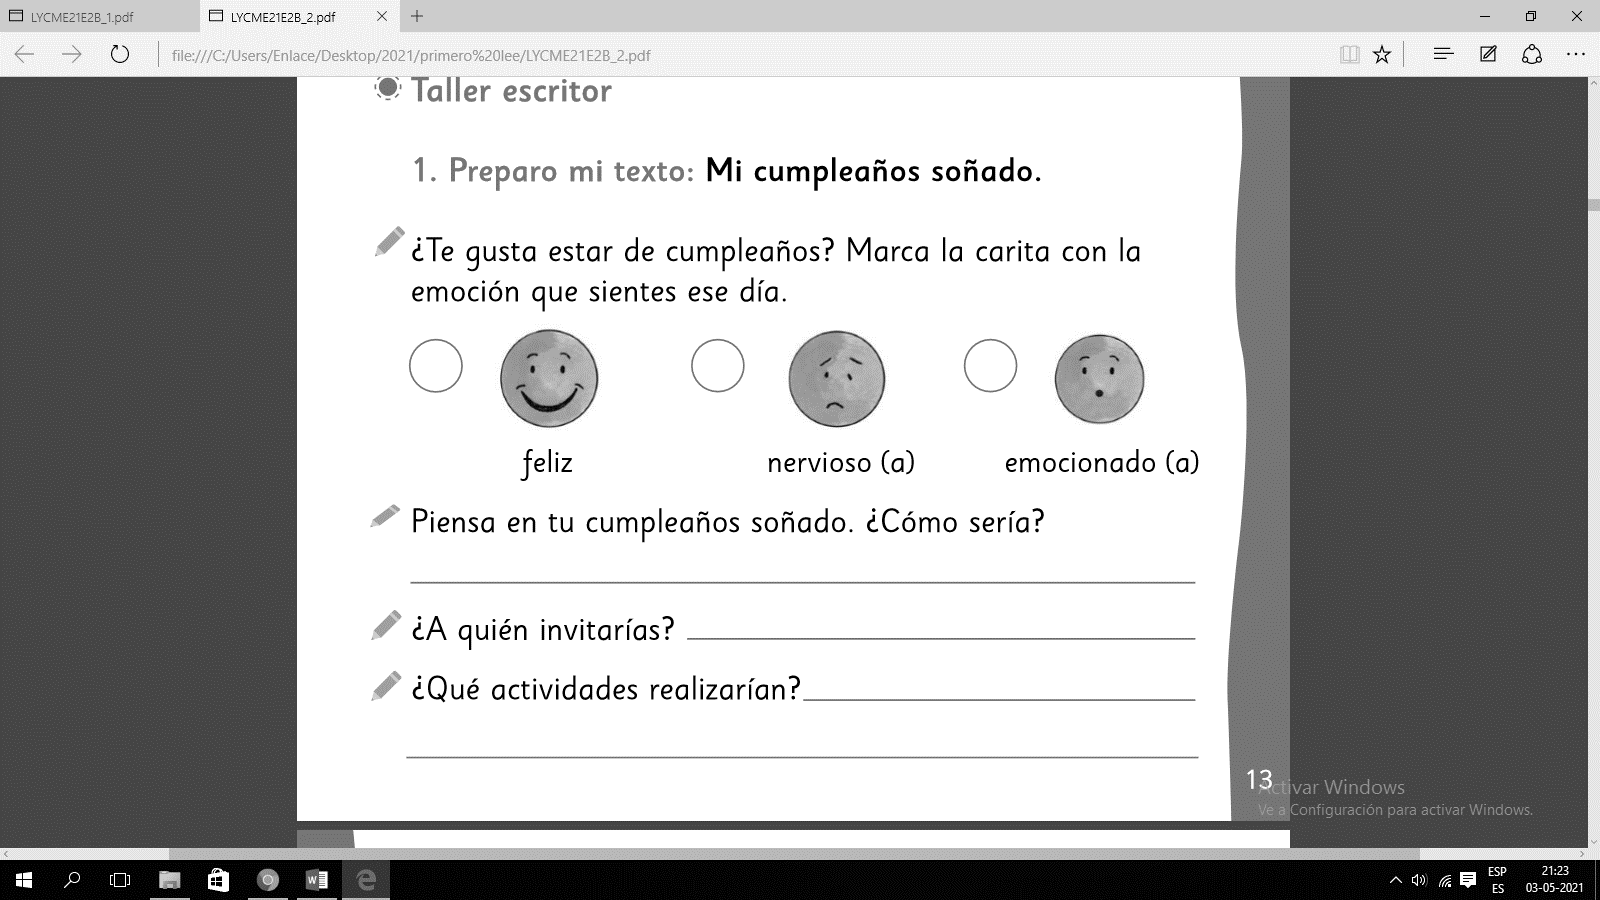 LYCME21E2B_1.pdf
LYCME21E2B_2.pdf
file:///C:/Users/Enlace/Desktop/2021/primero%20lee/LYCME21E2B_2.pdf
Taller escritor
1. Preparo mi texto: Mi cumpleaños soñado.
¿Te gusta estar de cumpleaños? Marca la carita con la
emoción que sientes ese día.
feliz
nervioso (a)
emocionado (a)
Piensa en tu cumpleaños soñado. ¿Cómo sería?
¿A quién invitarías?
¿Qué actividades realizarían?
13
Activar Windows
Ve a Configuración para activar Windows.
ESP
ES
21:23
03-05-2021